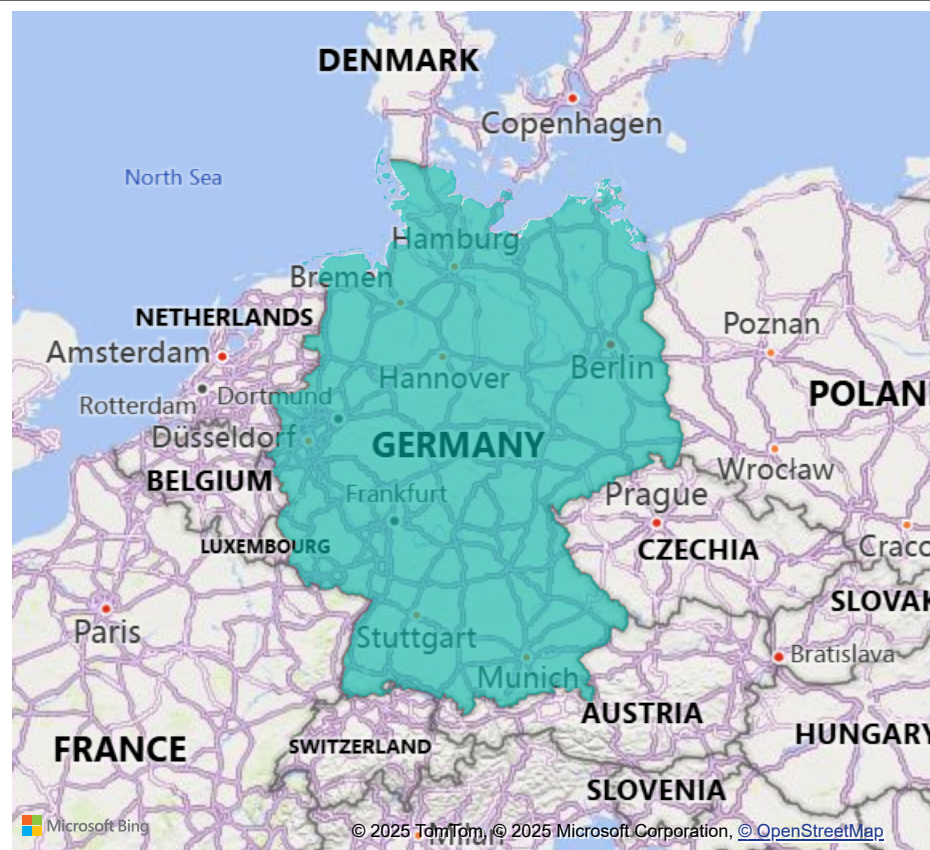 DENMARK
Copenhagen
North Sea
Hamburg
Bremen
NETHERLANDS
Poznan
Amsterdam
Berlin
Hannover
Dortmund
POLAN
Rotterdam
Düsseldorf
GERMANY
Wrocław
BELGIUM
Frankfurt
Prague
LUXEMBOURG
CZECHIA
Craco
SLOVAK
Paris
Stuttgart
Bratislava
Munich
AUSTRIA
HUNGARY
FRANCE
SWITZERLAND
SLOVENIA
Microsoft Bing
© 2025 TomTom, © 2025 Microsoft Corporation, © OpenStreetMap
Milan